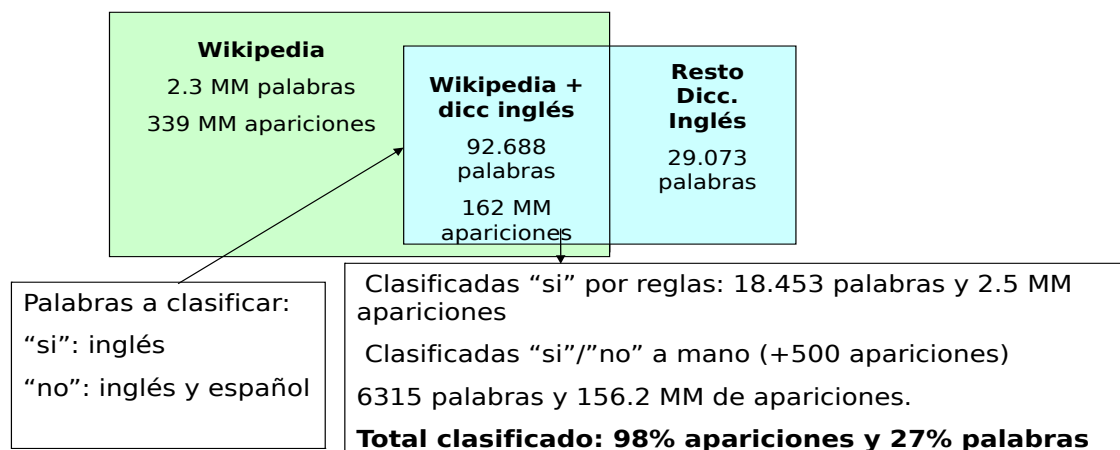 Wikipedia
2.3 MM palabras
339 MM apariciones
Wikipedia +
dicc inglés
92.688
palabras
162 MM
apariciones
Resto
Dicc.
Inglés
29.073
palabras
Palabras a clasificar:
“si”: inglés
“no”: inglés y español
Clasificadas “si” por reglas: 18.453 palabras y 2.5 MM
apariciones
Clasificadas “si”/”no” a mano (+500 apariciones)
6315 palabras y 156.2 MM de apariciones.
Total clasificado: 98% apariciones y 27% palabras